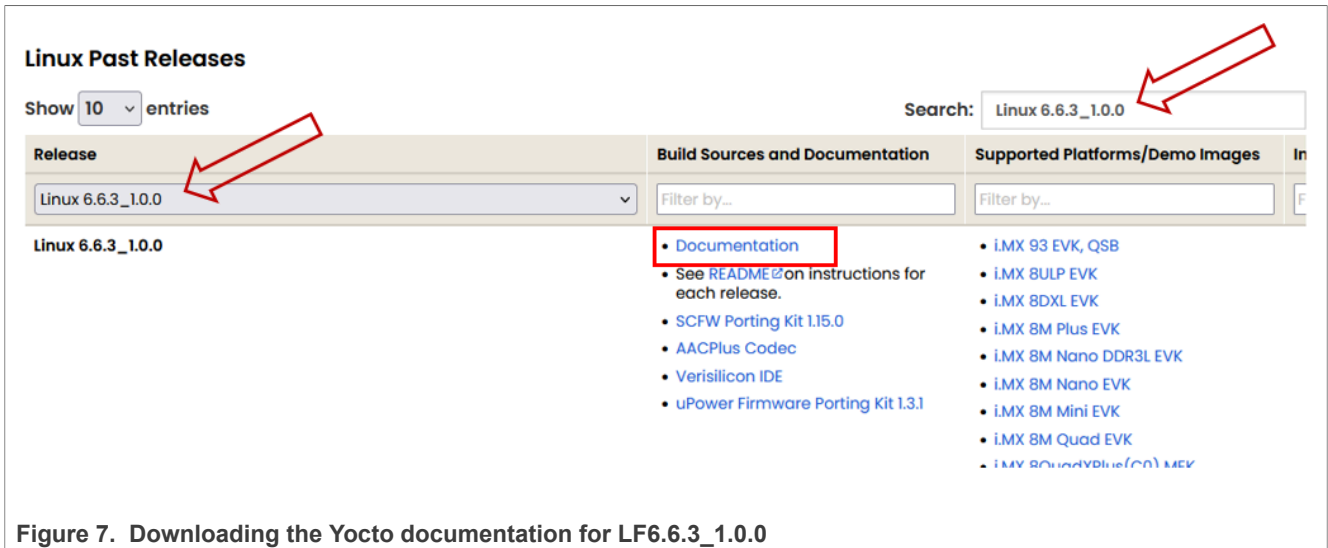 Linux Past Releases
Show 10 entries
Search: Linux 6.6.3_1.0.0
Release
Build Sources and Documentation
Supported Platforms/Demo Images
In
Linux 6.6.3_1.0.0
Filter by...
Filter by...
F
Linux 6.6.3_1.0.0
• Documentation
• See README on instructions for
each release.
• SCFW Porting Kit 1.15.0
• AACPlus Codec
• Verisilicon IDE
• uPower Firmware Porting Kit 1.3.1
• i.MX 93 EVK, QSB
• i.MX 8ULP EVK
• i.MX 8DXL EVK
• i.MX 8M Plus EVK
• i.MX 8M Nano DDR3L EVK
• i.MX 8M Nano EVK
• i.MX 8M Mini EVK
• i.MX 8M Quad EVK
• i.MX 8QuadXPlus(C0) MEK
Figure 7. Downloading the Yocto documentation for LF6.6.3_1.0.0